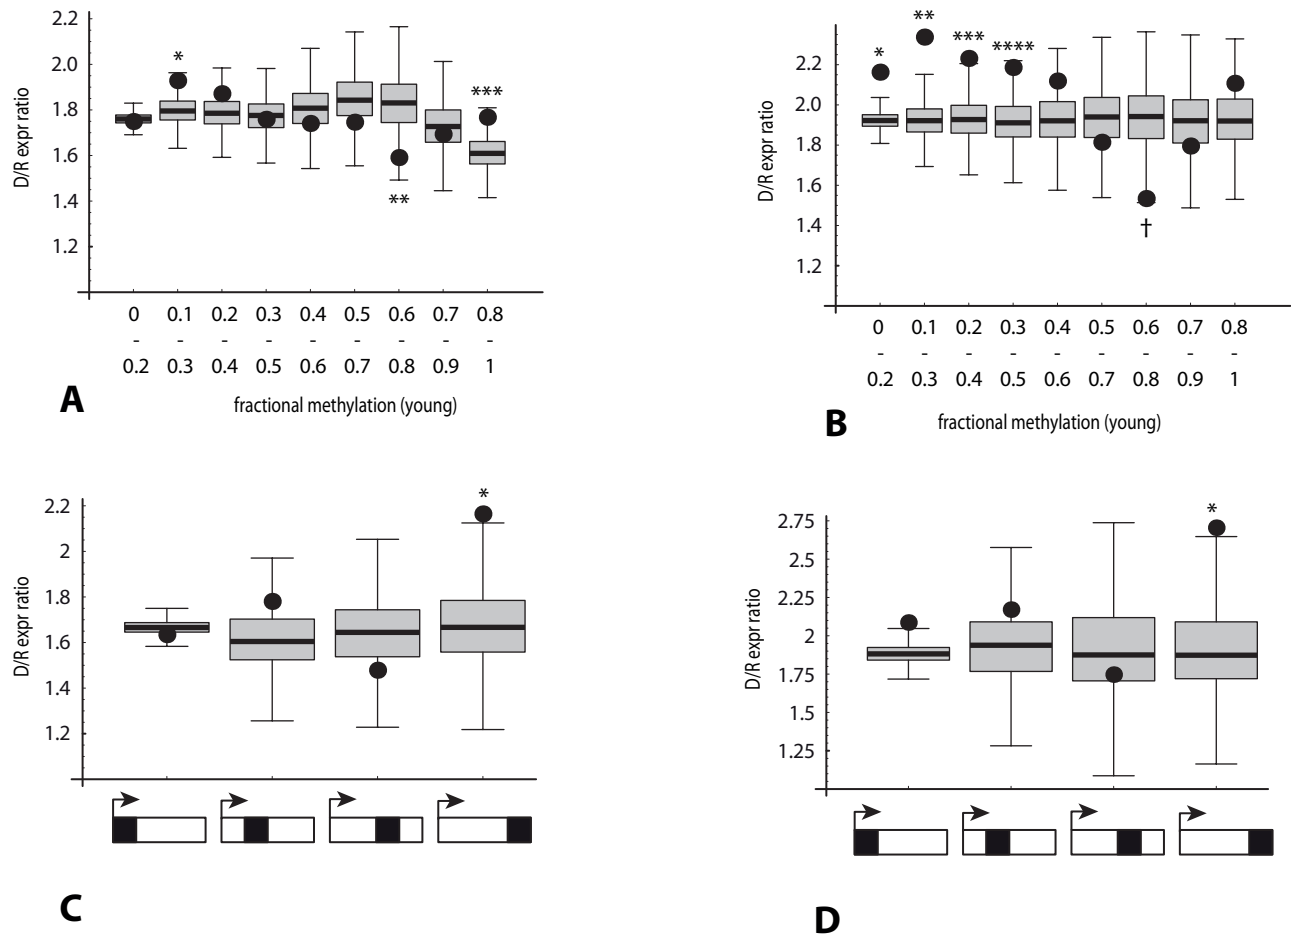 2.2
2.0
1.8
1.6
1.4
1.2
D/R expr ratio
*
**
***
0 0.1 0.2 0.3 0.4 0.5 0.6 0.7 0.8
- - - - - - - - -
0.2 0.3 0.4 0.5 0.6 0.7 0.8 0.9 1
fractional methylation (young)
A
2.2
2.0
1.8
1.6
1.4
1.2
D/R expr ratio
*
**
***
****
†
0 0.1 0.2 0.3 0.4 0.5 0.6 0.7 0.8
- - - - - - - - -
0.2 0.3 0.4 0.5 0.6 0.7 0.8 0.9 1
fractional methylation (young)
B
2.2
2
1.8
1.6
1.4
1.2
D/R expr ratio
*
C
2.75
2.5
2.25
2
1.75
1.5
1.25
D/R expr ratio
*
D